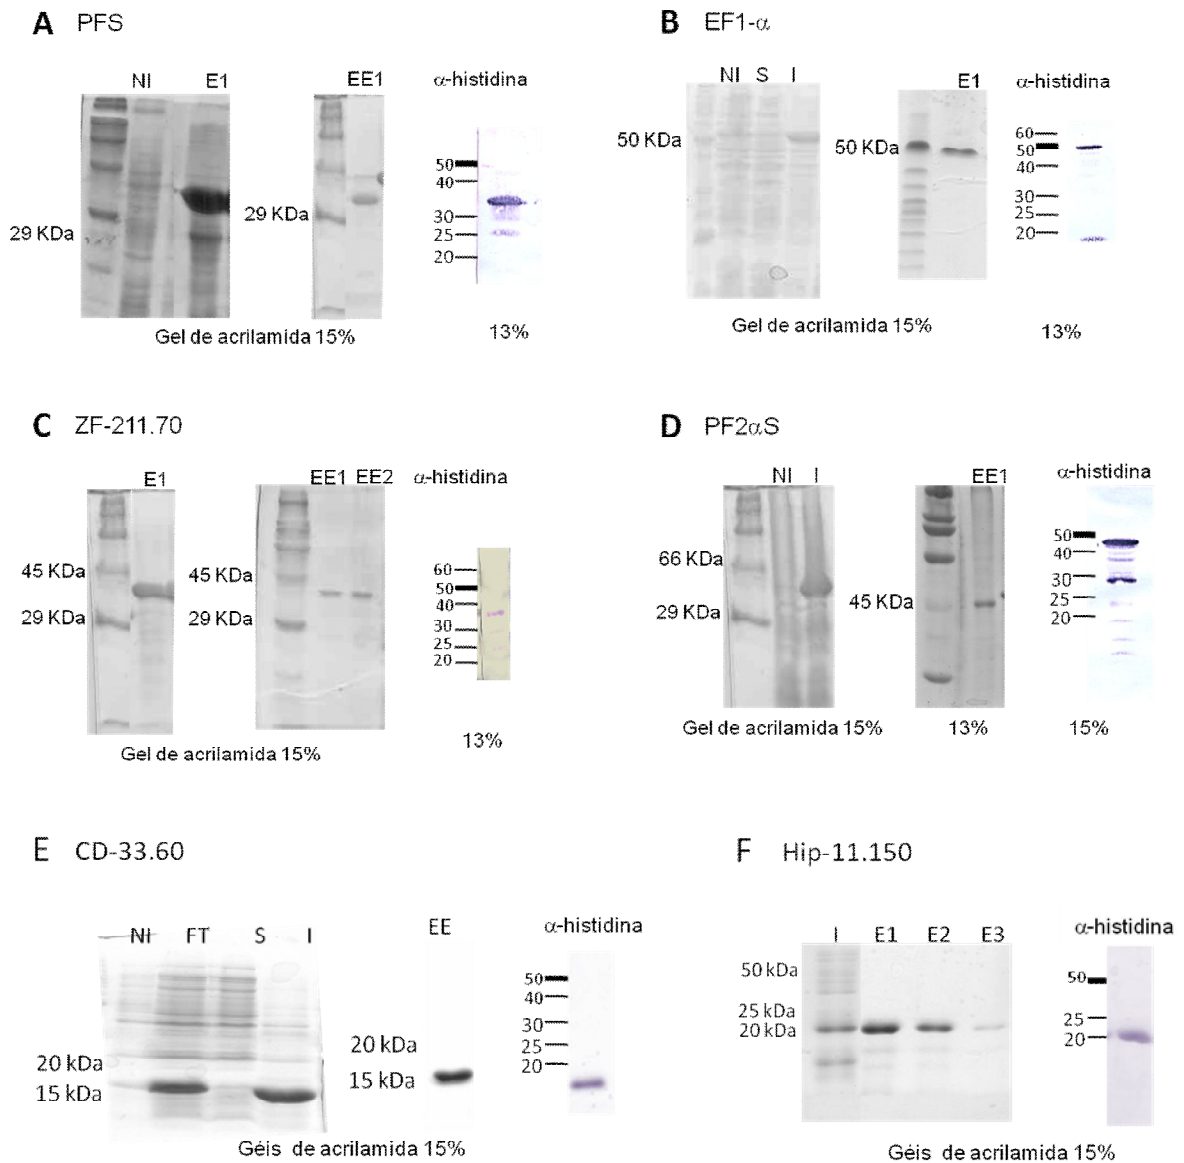 A PFS
NI E1
EE1
α-histidina
29 KDa
29 KDa
50
40
30
25
20
Gel de acrilamida 15%
13%
B EF1-α
NI S I
E1
α-histidina
50 KDa
50 KDa
60
50
40
30
25
20
Gel de acrilamida 15%
13%
C ZF-211.70
E1
EE1 EE2
α-histidina
45 KDa
29 KDa
45 KDa
29 KDa
60
50
40
30
25
20
Gel de acrilamida 15%
13%
D PF2αS
NI I
EE1
α-histidina
66 KDa
29 KDa
45 KDa
50
40
30
25
20
Gel de acrilamida 15%
13%
15%
E CD-33.60
NI FT S I
EE
α-histidina
20 kDa
15 kDa
20 kDa
15 kDa
50
40
30
25
20
Géis de acrilamida 15%
F Hip-11.150
I E1 E2 E3
α-histidina
50 kDa
25 kDa
20 kDa
50
25
20
Géis de acrilamida 15%